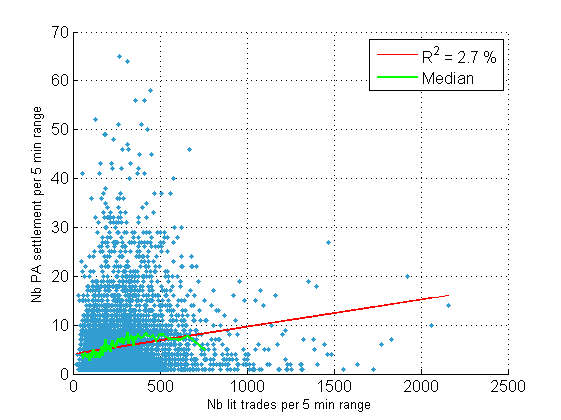 70
60
50
40
30
20
10
0
Nb PA settlement per 5 min range
R² = 2.7 %
Median
0 500 1000 1500 2000 2500
Nb lit trades per 5 min range